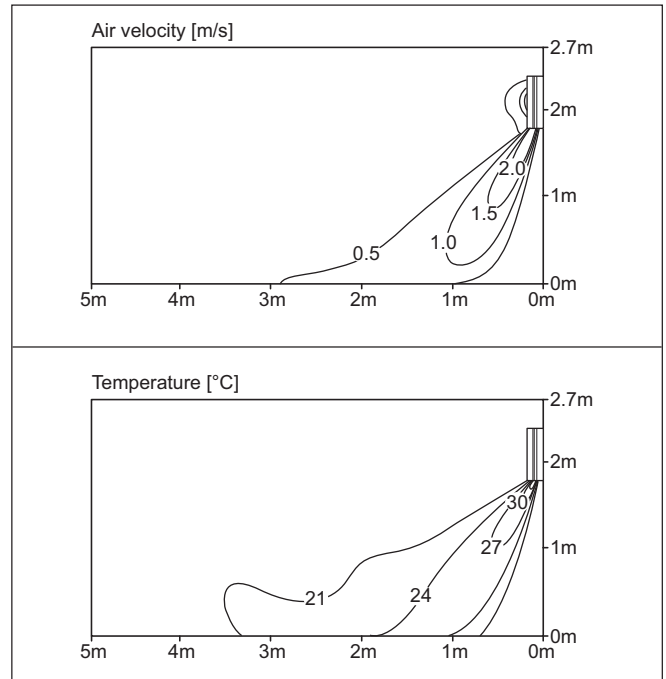 Air velocity [m/s]
2.7m
2m
2.0
1m
1.5
1.0
0.5
0m
5m 4m 3m 2m 1m 0m
Temperature [°C]
2.7m
2m
30
1m
27
24
21
0m
5m 4m 3m 2m 1m 0m